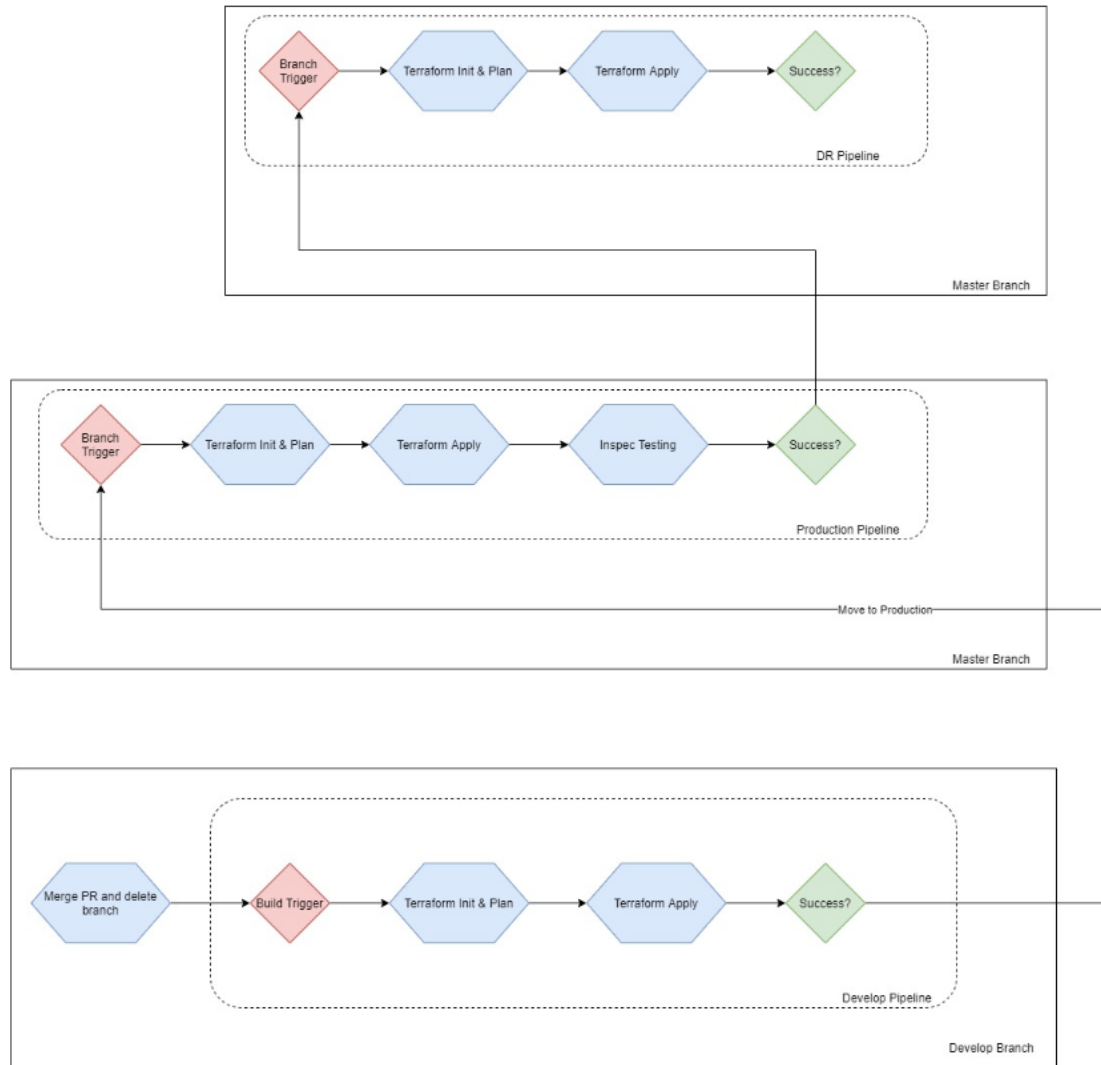 Branch
Trigger
Terraform Init & Plan
Terraform Apply
Success?
DR Pipeline
Master Branch
Branch
Trigger
Terraform Init & Plan
Terraform Apply
Inspec Testing
Success?
Production Pipeline
Move to Production
Master Branch
Merge PR and delete
branch
Build Trigger
Terraform Init & Plan
Terraform Apply
Success?
Develop Pipeline
Develop Branch